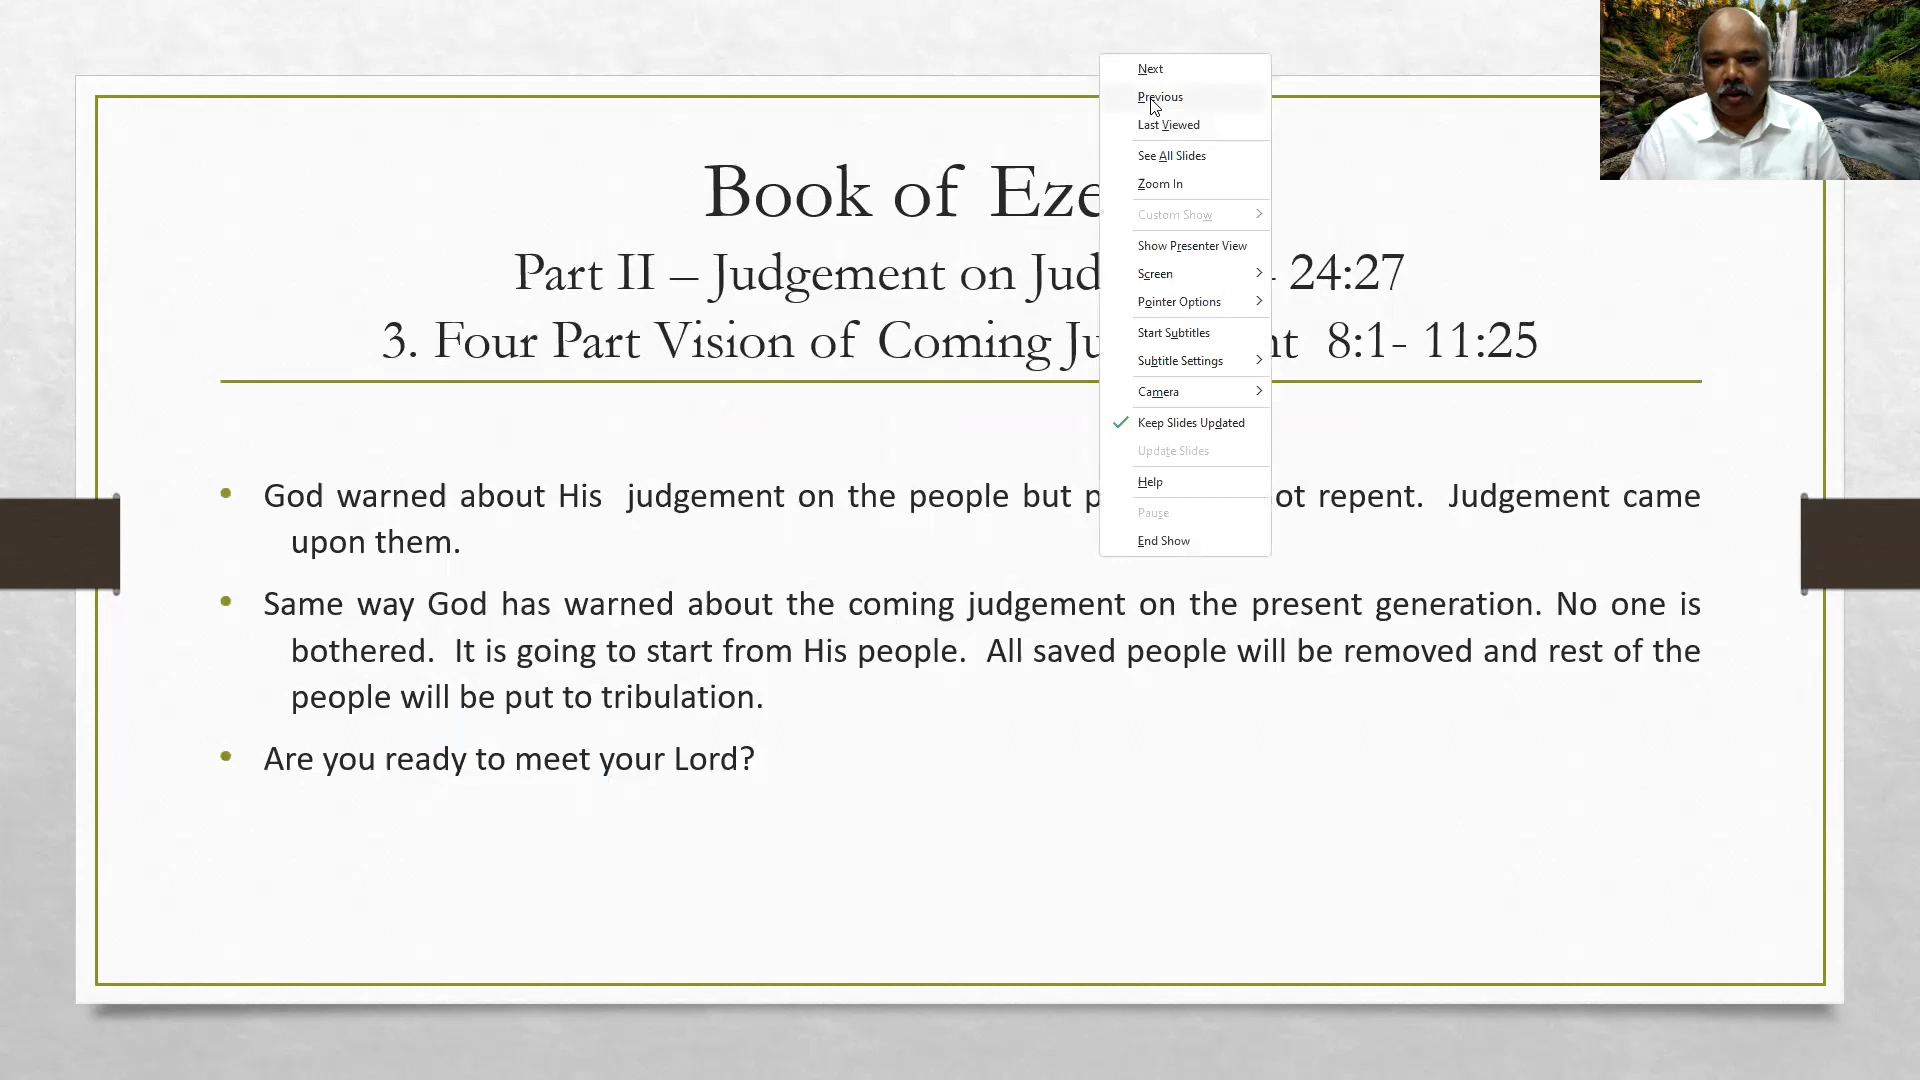 Book of Eze
Part II – Judgement on Jud - 24:27
3. Four Part Vision of Coming Ju nt 8:1- 11:25
God warned about His judgement on the people but p ot repent. Judgement came
upon them.
Same way God has warned about the coming judgement on the present generation. No one is
bothered. It is going to start from His people. All saved people will be removed and rest of the
people will be put to tribulation.
Are you ready to meet your Lord?
Next
Previous
Last Viewed
See All Slides
Zoom In
Custom Show
Show Presenter View
Screen
Pointer Options
Start Subtitles
Subtitle Settings
Camera
Keep Slides Updated
Update Slides
Help
Pause
End Show